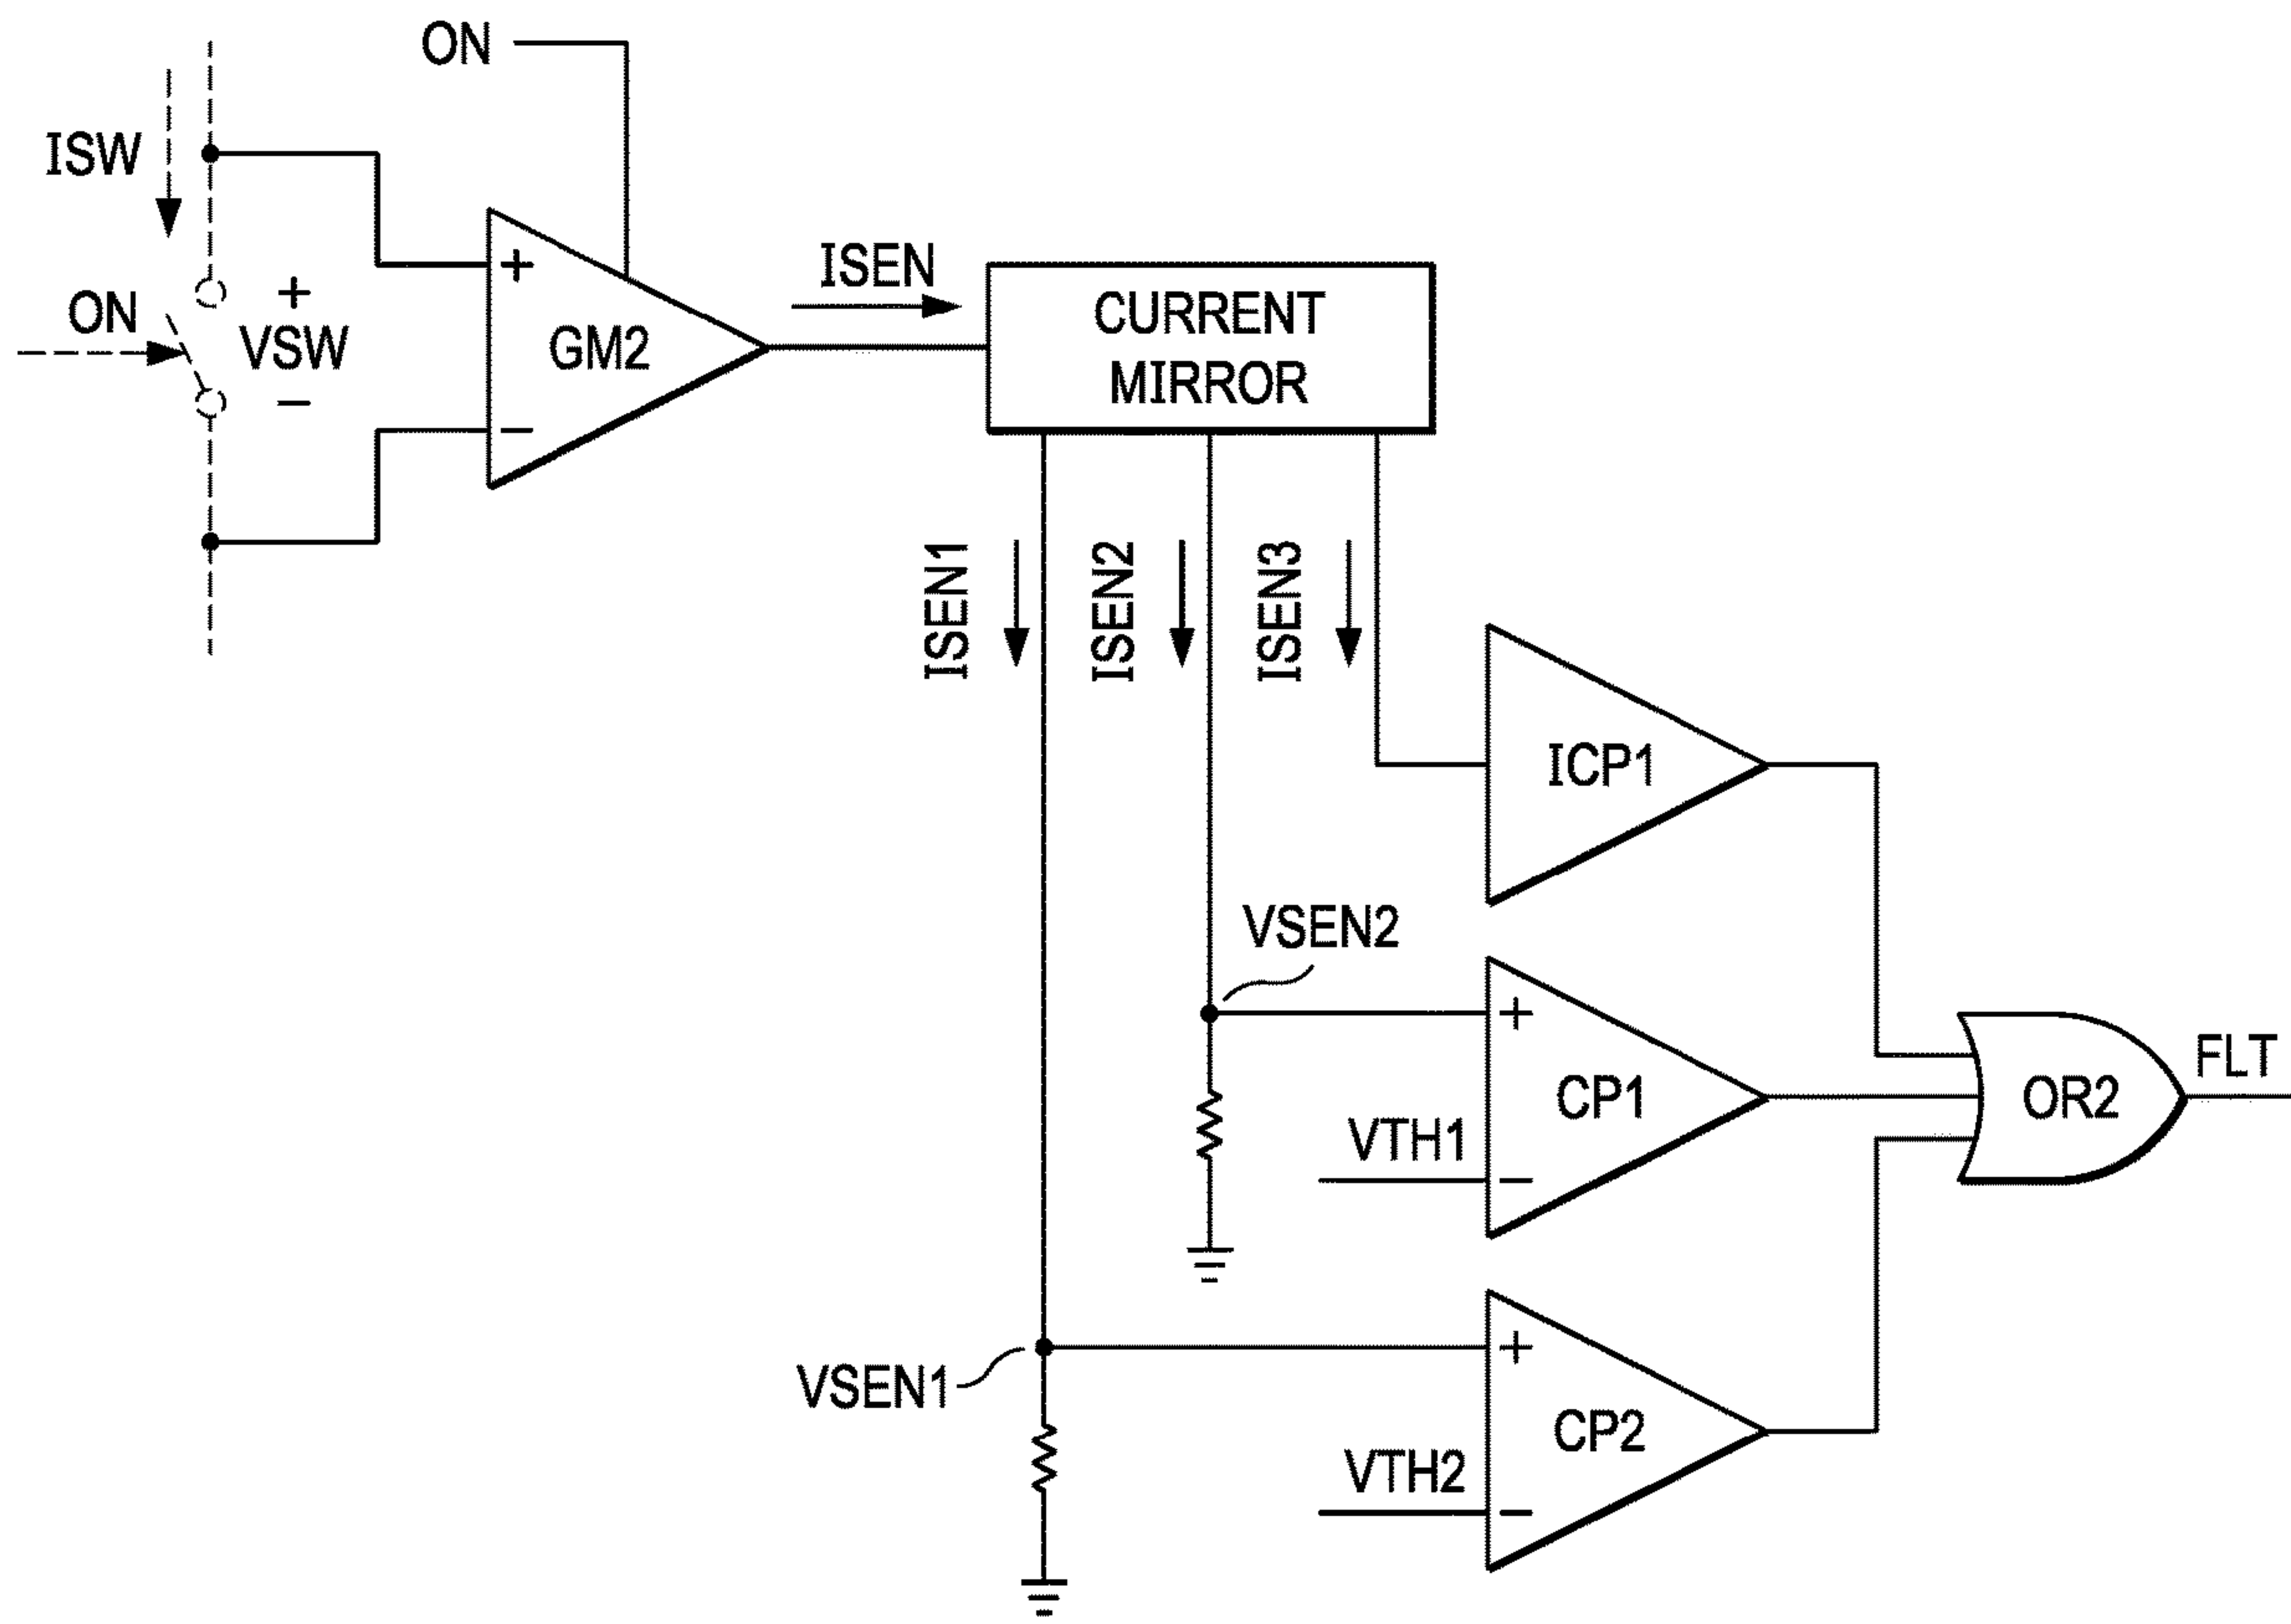 ON
ISW
ON
+
VSW
−
+
GM2
−
ISEN
CURRENT
MIRROR
ISEN1
ISEN2
ISEN3
ICP1
VSEN2
+
CP1
VTH1
−
OR2
FLT
VSEN1
+
CP2
VTH2
−